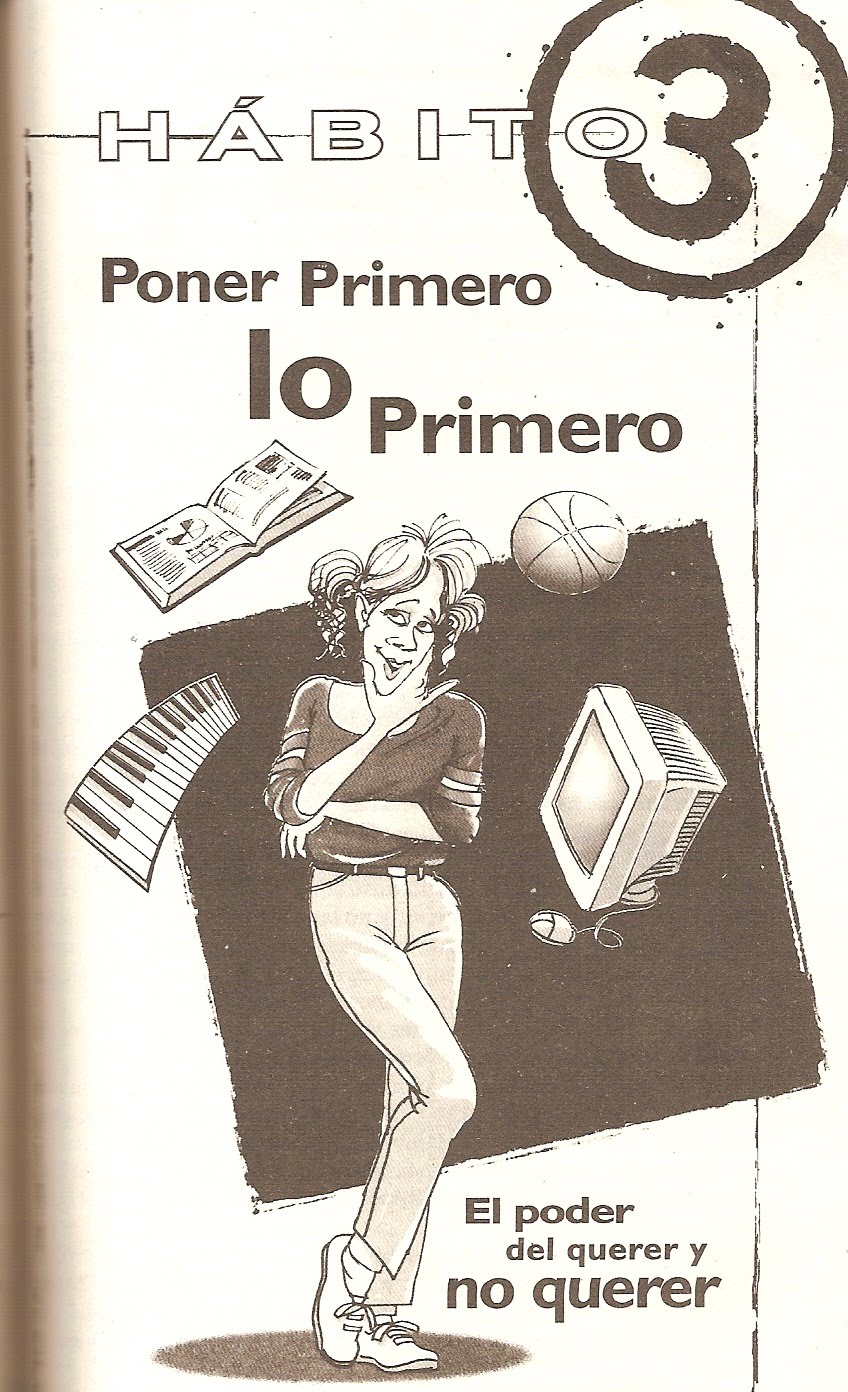 HÁBITO 3
Poner Primero
lo
Primero
El poder
del querer y
no querer